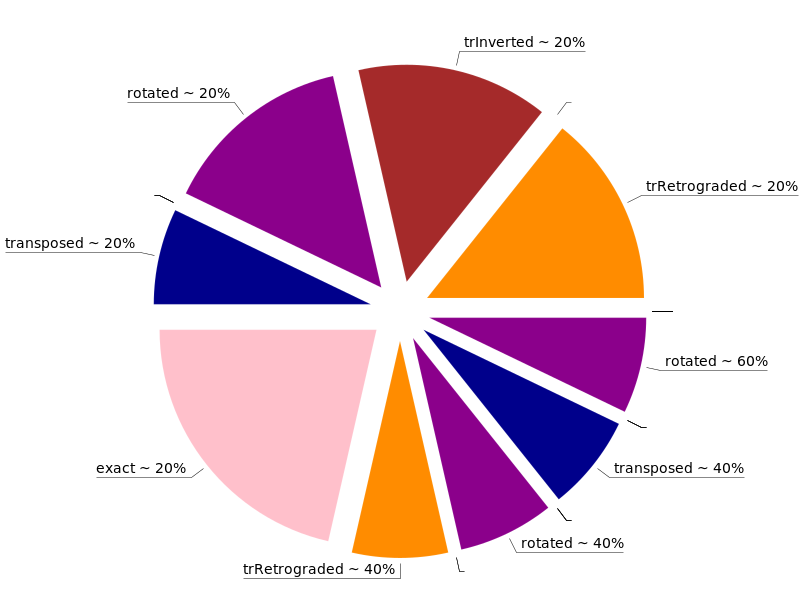 trInverted ~ 20%
rotated ~ 20%
trRetrograded ~ 20%
transposed ~ 20%
rotated ~ 60%
exact ~ 20%
transposed ~ 40%
rotated ~ 40%
trRetrograded ~ 40%